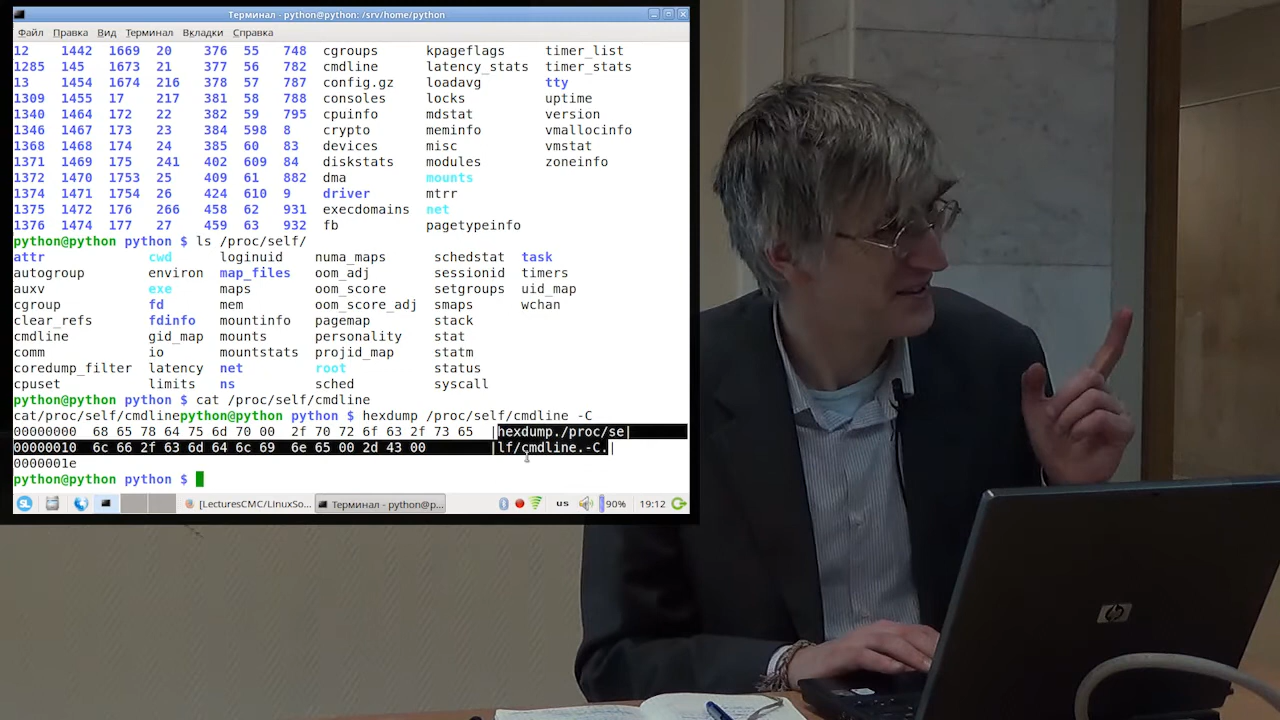 Терминал - python@python: /srv/home/python
Файл Правка Вид Терминал Вкладки Справка
12 1442 1669 20 376 55 748 cgroups kpageflags timer_list
1285 145 1673 21 377 56 782 cmdline latency_stats timer_stats
13 1454 1674 216 378 57 787 config.gz loadavg tty
1309 1455 17 217 381 58 788 consoles locks uptime
1340 1464 172 22 382 59 795 cpuinfo mdstat version
1346 1467 173 23 384 598 8 crypto meminfo vmallocinfo
1368 1468 174 24 385 60 83 devices misc vmstat
1371 1469 175 241 402 609 84 diskstats modules zoneinfo
1372 1470 1753 25 409 61 882 dma mounts
1374 1471 1754 26 424 610 9 driver mtrr
1375 1472 176 266 458 62 931 execdomains net
1376 1474 177 27 459 63 932 fb pagetypeinfo
python@python python $ ls /proc/self/
attr cwd loginuid numa_maps schedstat task
autogroup environ map_files oom_adj sessionid timers
auxv exe maps oom_score setgroups uid_map
cgroup fd mem oom_score_adj smaps wchan
clear_refs fdinfo mountinfo pagemap stack
cmdline gid_map mounts personality stat
comm io mountstats projid_map statm
coredump_filter latency net root status
cpuset limits ns sched syscall
python@python python $ cat /proc/self/cmdline
cat/proc/self/cmdlinepython@python python $ hexdump /proc/self/cmdline -C
00000000 68 65 78 64 75 6d 70 00 2f 70 72 6f 63 2f 73 65 |hexdump./proc/se|
00000010 6c 66 2f 63 6d 64 6c 69 6e 65 00 2d 43 00 |lf/cmdline.-C.|
0000001e
python@python python $
[LecturesCMC/LinuxSo... Терминал - python@p... us 90% 19:12
hp